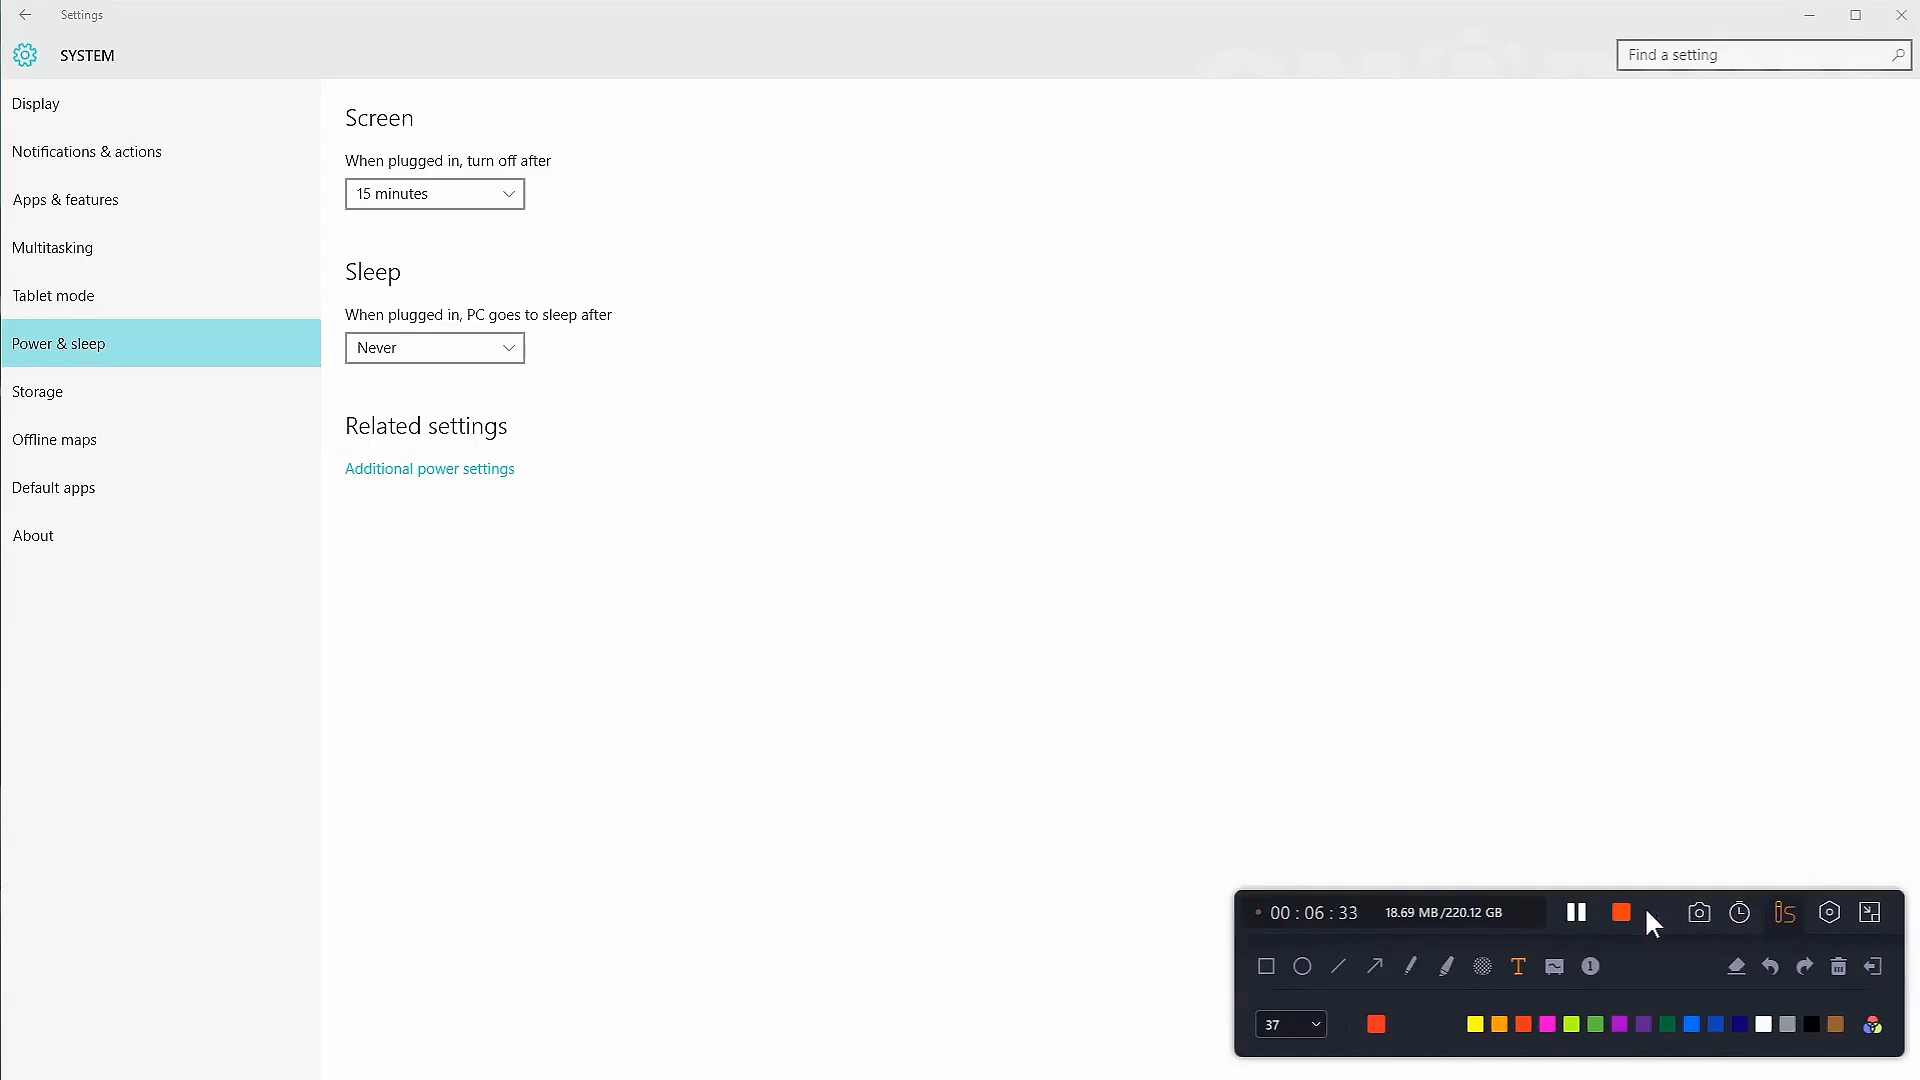 Settings
SYSTEM
Find a setting
Display
Notifications & actions
Apps & features
Multitasking
Tablet mode
Power & sleep
Storage
Offline maps
Default apps
About
Screen
When plugged in, turn off after
15 minutes
Sleep
When plugged in, PC goes to sleep after
Never
Related settings
Additional power settings
00 : 06 : 33 18.69 MB /220.12 GB
T 1
37